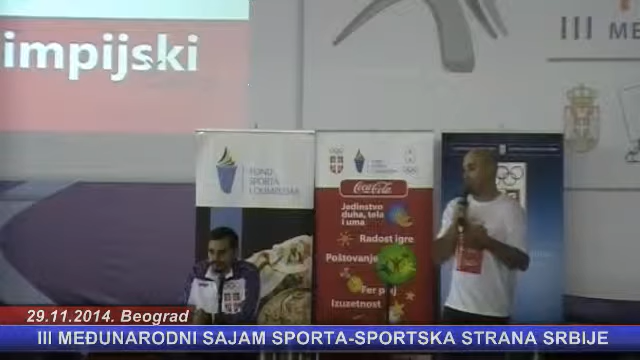 impijski
III ME
FOND
SPORTA
I OLIMPIZMA
Coca-Cola
Jedinstvo
duha, tela
i uma
Radost igre
Poštovanje
Fer plej
Izuzetnost
29.11.2014. Beograd
III MEĐUNARODNI SAJAM SPORTA-SPORTSKA STRANA SRBIJE